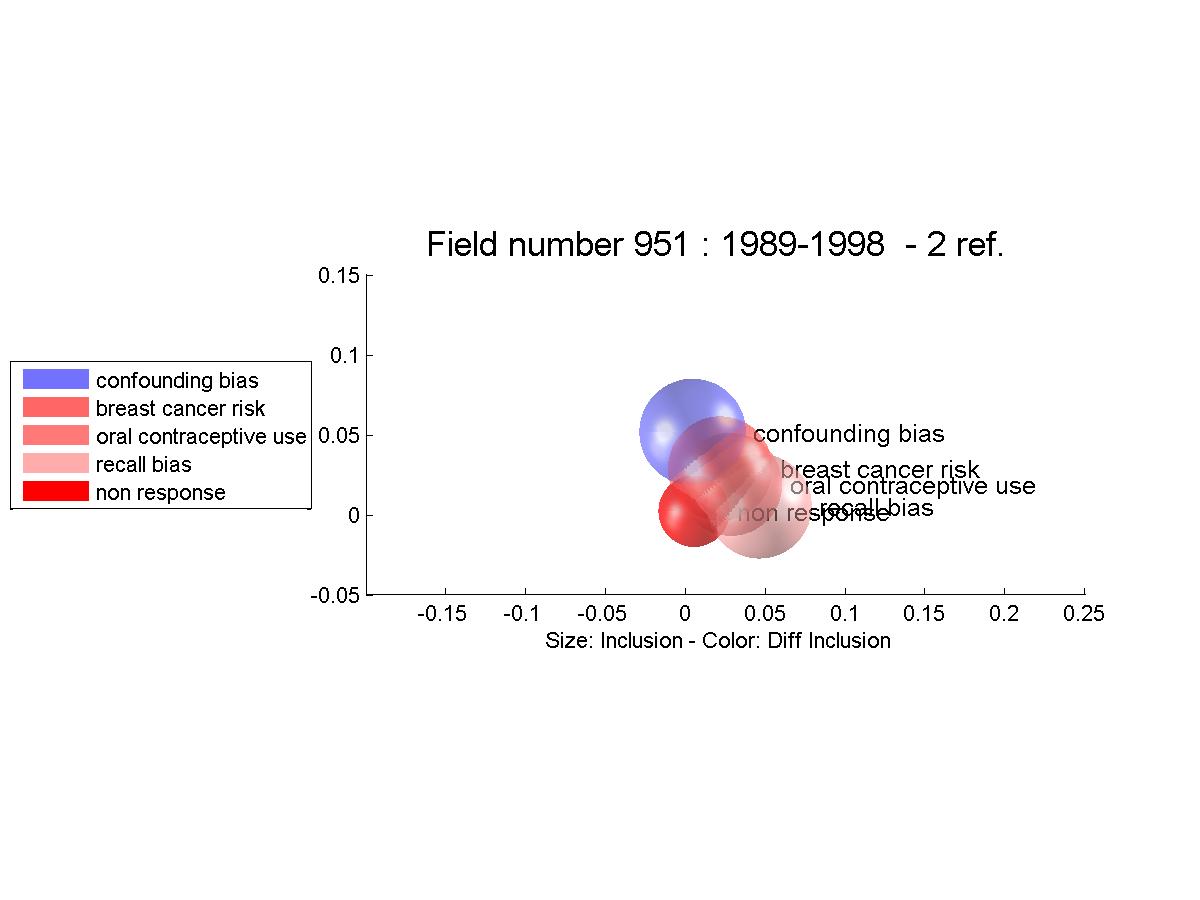 Field number 951 : 1989-1998 - 2 ref.
0.15
0.1
0.05
0
-0.05
-0.15
-0.1
-0.05
0
0.05
0.1
0.15
0.2
0.25
Size: Inclusion - Color: Diff Inclusion
confounding bias
breast cancer risk
oral contraceptive use
recall bias
non response
confounding bias
breast cancer risk
oral contraceptive use
recall bias
non response